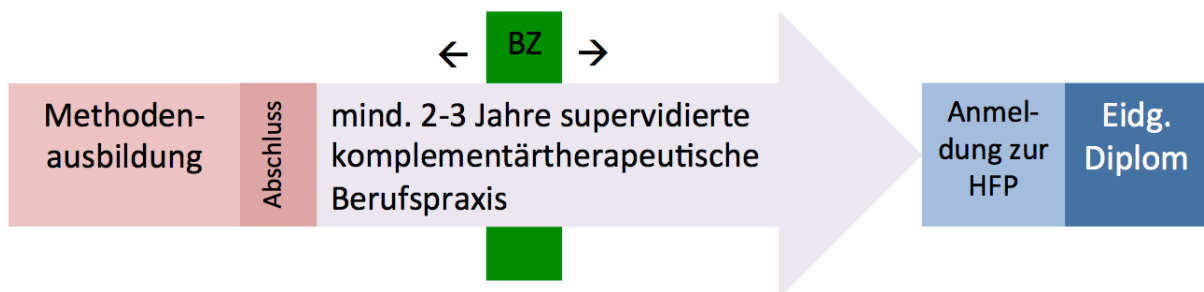 ← BZ →
Methoden-
ausbildung
Abschluss
mind. 2-3 Jahre supervidierte
komplementärtherapeutische
Berufspraxis
Anmel-
dung zur
HFP
Eidg.
Diplom